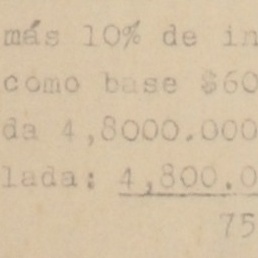 más 10% de in
como base $60
da 4,8000.000
lada: 4,800.0
75